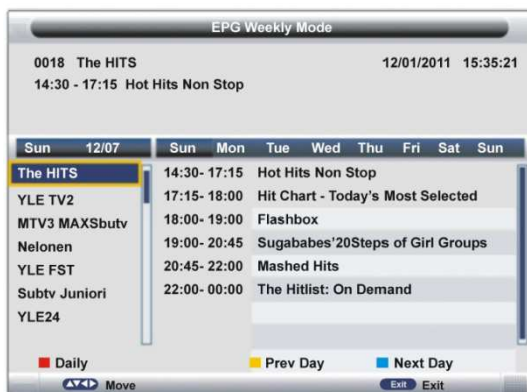 EPG Weekly Mode
0018 The HITS 12/01/2011 15:35:21
14:30 - 17:15 Hot Hits Non Stop
Sun 12/07 Sun Mon Tue Wed Thu Fri Sat Sun
The HITS 14:30- 17:15 Hot Hits Non Stop
YLE TV2 17:15- 18:00 Hit Chart - Today's Most Selected
MTV3 MAXSbutv 18:00- 19:00 Flashbox
Nelonen 19:00- 20:45 Sugababes'20Steps of Girl Groups
YLE FST 20:45- 22:00 Mashed Hits
Subtv Juniori 22:00- 00:00 The Hitlist: On Demand
YLE24
Daily Prev Day Next Day
Move Exit Exit